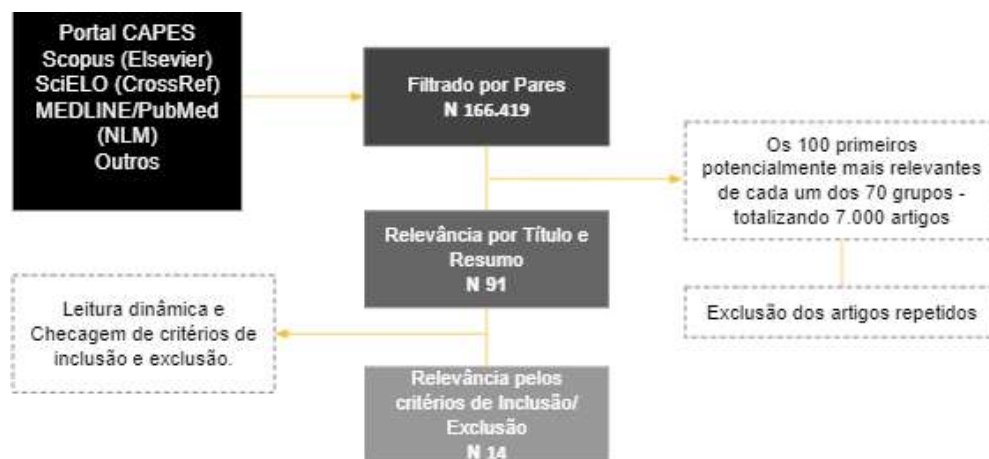 Portal CAPES
Scopus (Elsevier)
SciELO (CrossRef)
MEDLINE/PubMed
(NLM)
Outros
Filtrado por Pares
N 166.419
Os 100 primeiros
potencialmente mais relevantes
de cada um dos 70 grupos -
totalizando 7.000 artigos
Relevância por Título e
Resumo
N 91
Leitura dinâmica e
Checagem de critérios de
inclusão e exclusão.
Exclusão dos artigos repetidos
Relevância pelos
critérios de Inclusão/
Exclusão
N 14